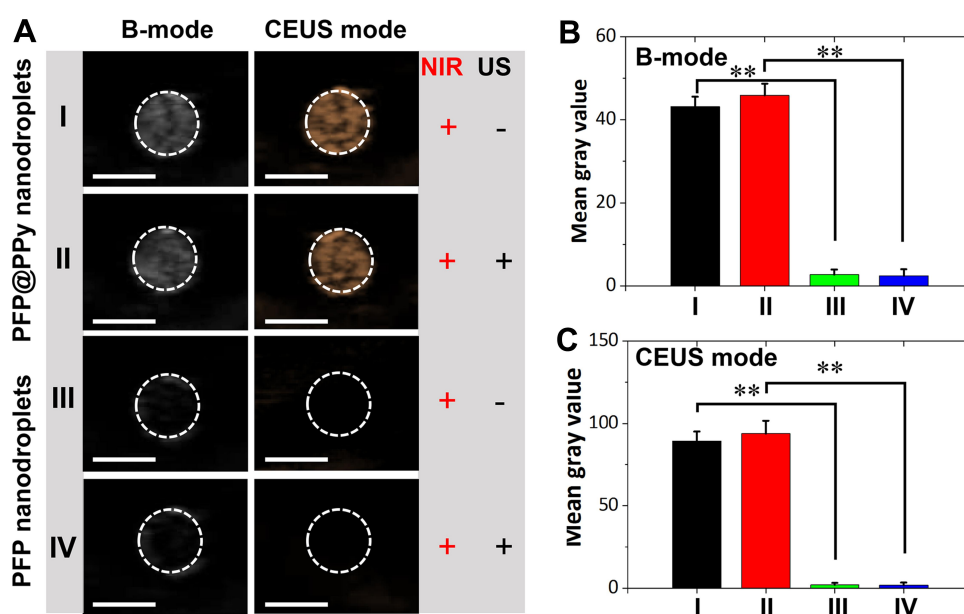 A
B-mode
CEUS mode
NIR
US
PFP@PPy nanodroplets
PFP nanodroplets
I
+
-
II
+
+
III
+
-
IV
+
+
B
B-mode
Mean gray value
60
40
20
0
**
**
I
II
III
IV
C
CEUS mode
Mean gray value
150
100
50
0
**
**
I
II
III
IV